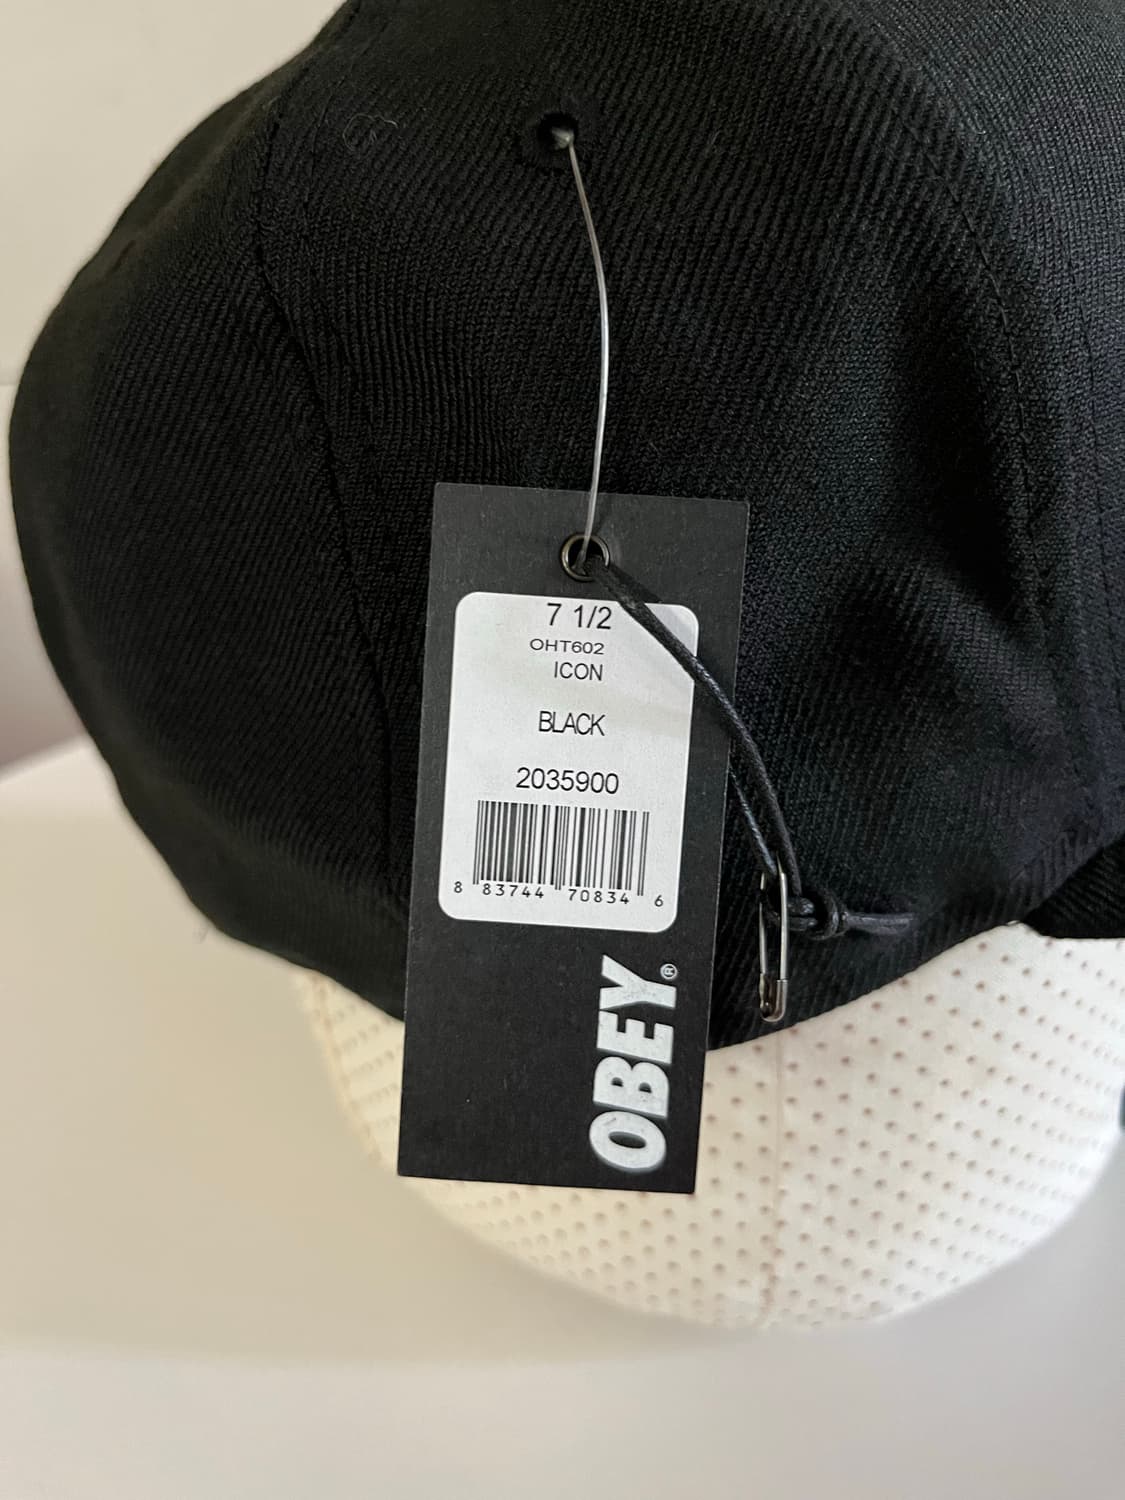 7 1/2
OHT602
ICON
BLACK
2035900
8 83744 70834 6
OBEY®